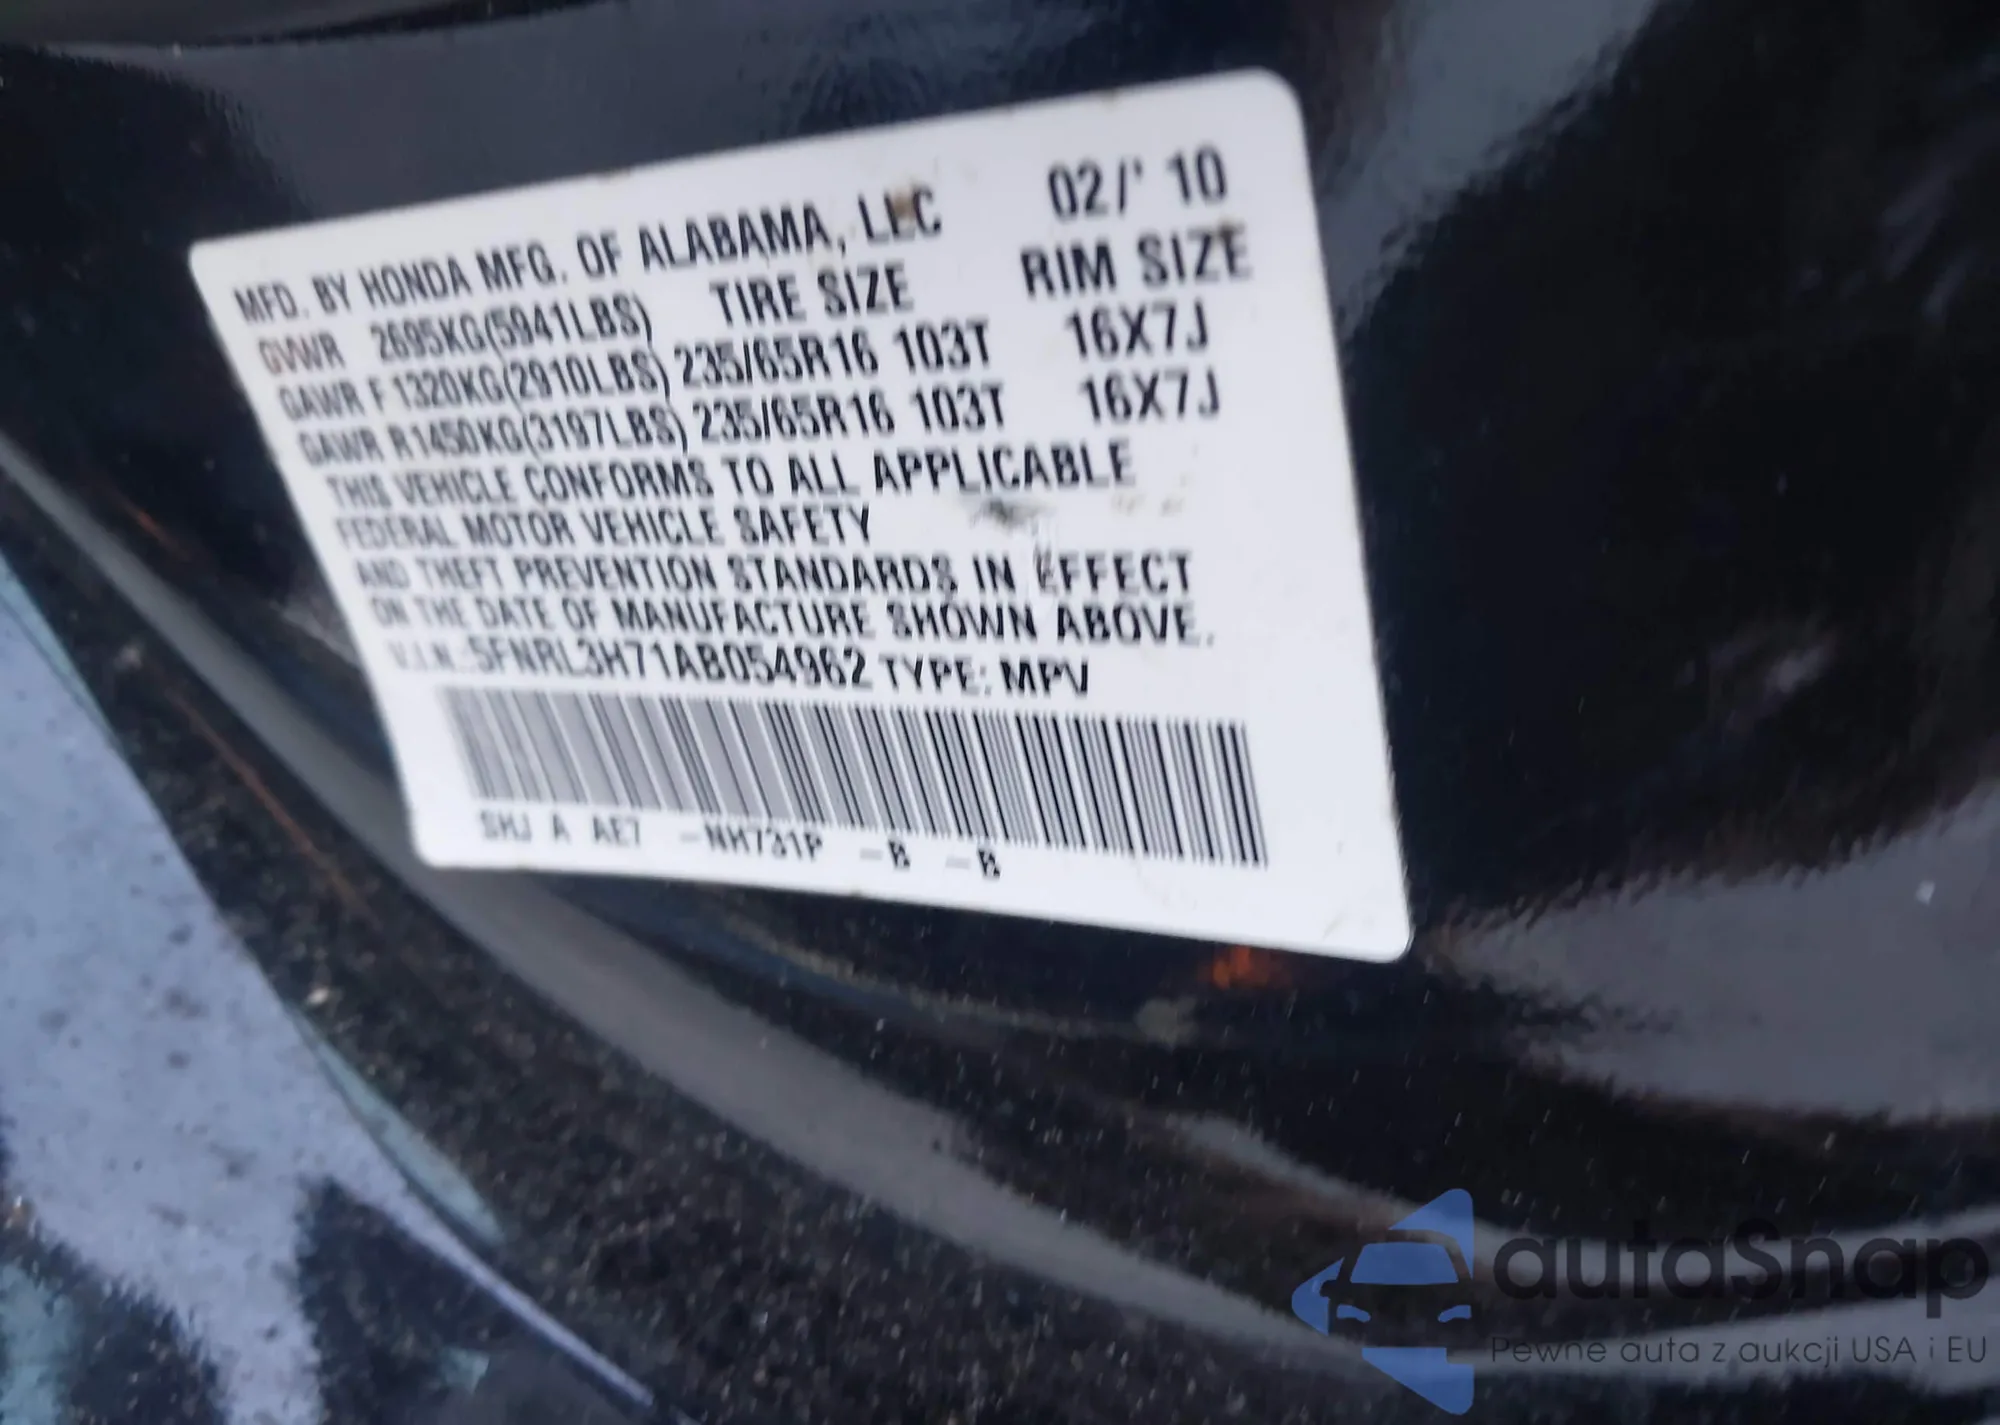 MFD. BY HONDA MFG. OF ALABAMA, LLC 02/' 10
GVWR 2695KG(5941LBS) TIRE SIZE RIM SIZE
GAWR F 1320KG(2910LBS) 235/65R16 103T 16X7J
GAWR R1450KG(3197LBS) 235/65R16 103T 16X7J
THIS VEHICLE CONFORMS TO ALL APPLICABLE
FEDERAL MOTOR VEHICLE SAFETY
AND THEFT PREVENTION STANDARDS IN EFFECT
ON THE DATE OF MANUFACTURE SHOWN ABOVE.
V.I.N.:5FNRL3H71AB054962 TYPE: MPV
SHJ A AE7 -NH731P -B -B
autaSnap
Pewne auta z aukcji USA i EU